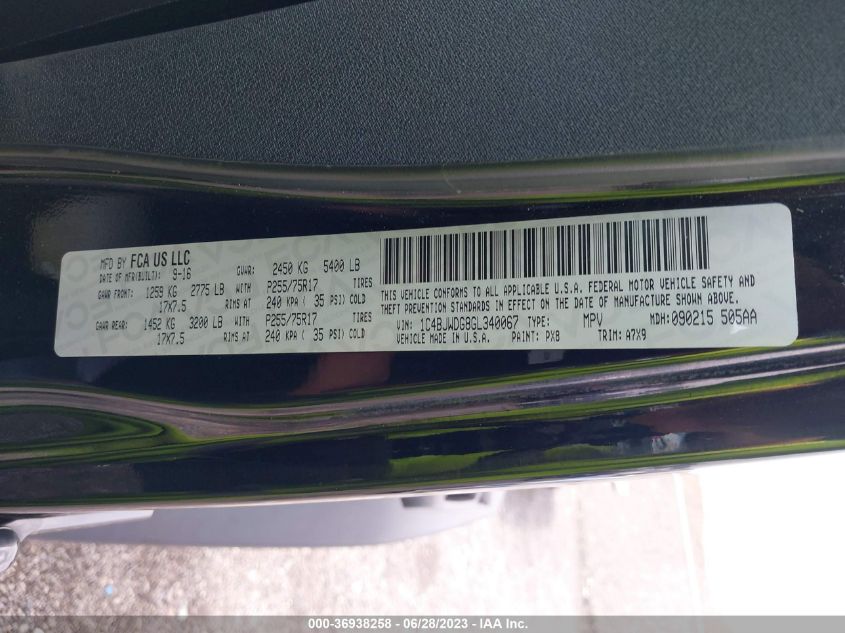 MFD BY FCA US LLC
DATE OF MFR(BUILT): 9-16 GVWR: 2450 KG 5400 LB
GAWR FRONT: 1259 KG 2775 LB WITH P255/75R17 TIRES
17X7.5 RIMS AT 240 KPA ( 35 PSI) COLD
GAWR REAR: 1452 KG 3200 LB WITH P255/75R17 TIRES
17X7.5 RIMS AT 240 KPA ( 35 PSI) COLD
THIS VEHICLE CONFORMS TO ALL APPLICABLE U.S.A. FEDERAL MOTOR VEHICLE SAFETY AND
THEFT PREVENTION STANDARDS IN EFFECT ON THE DATE OF MANUFACTURE SHOWN ABOVE.
VIN: 1C4BJWDG8GL340067 TYPE: MPV MDH: 090215 505AA
VEHICLE MADE IN U.S.A. PAINT: PX8 TRIM: A7X9
000-36938258 - 06/28/2023 - IAA Inc.